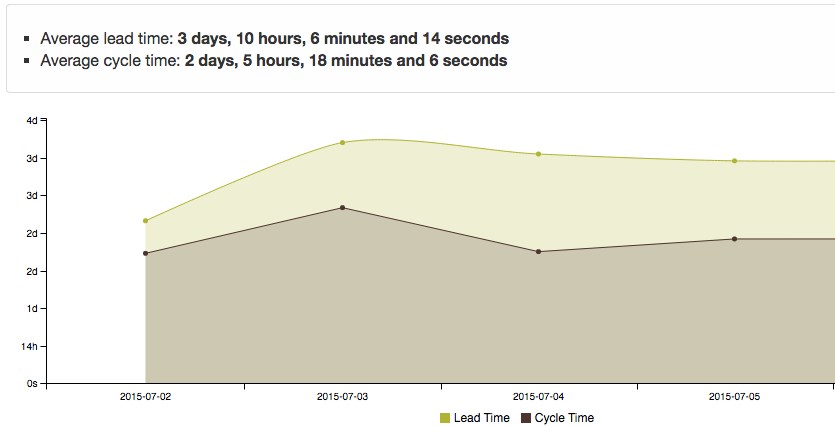 Average lead time: 3 days, 10 hours, 6 minutes and 14 seconds
Average cycle time: 2 days, 5 hours, 18 minutes and 6 seconds
4d
3d
3d
2d
2d
1d
14h
0s
2015-07-02 2015-07-03 2015-07-04 2015-07-05
Lead Time Cycle Time